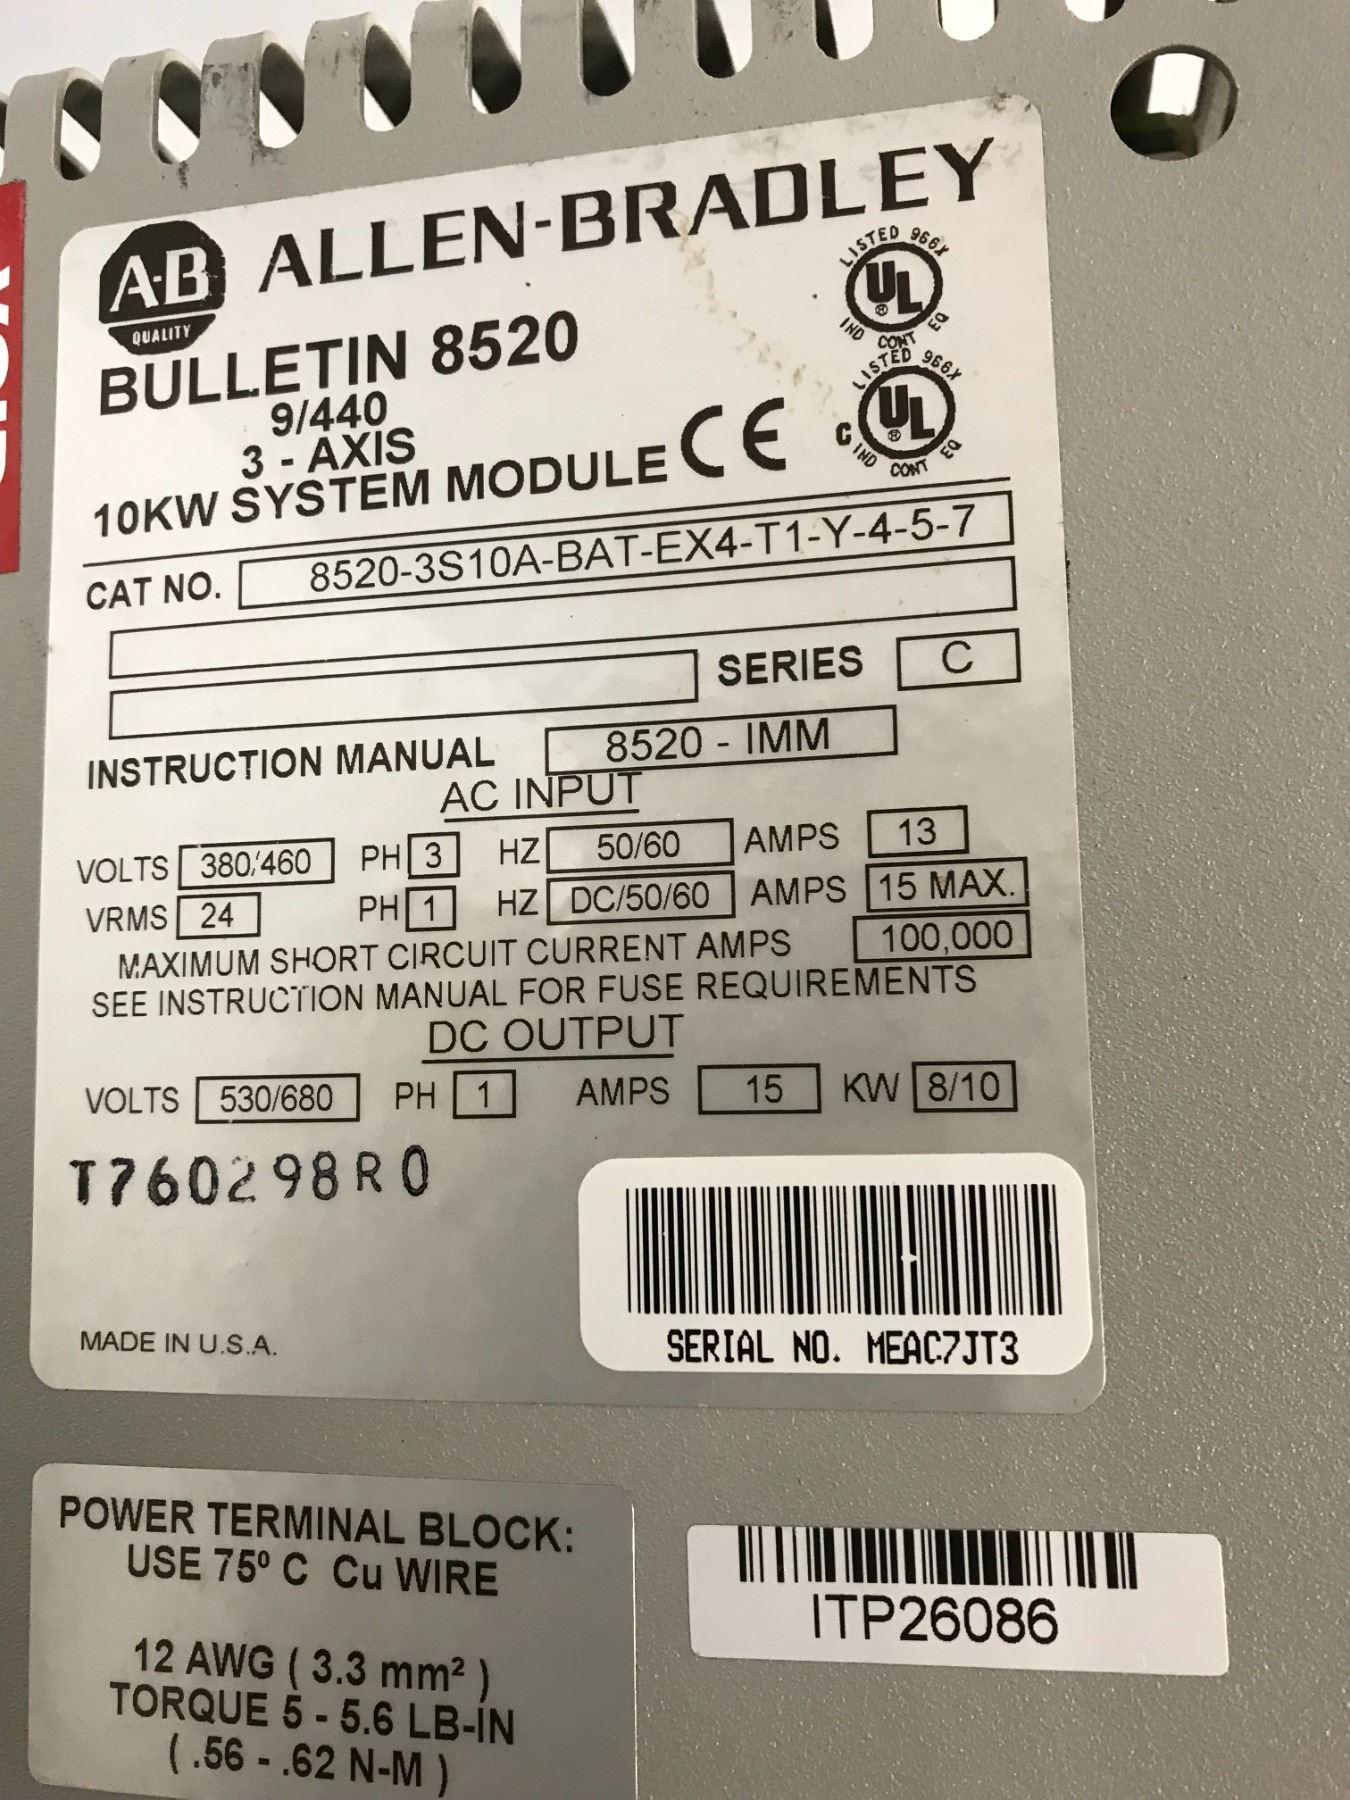 A-B QUALITY
ALLEN-BRADLEY
BULLETIN 8520
9/440
3 - AXIS
10KW SYSTEM MODULE CE
LISTED 966X
UL ®
IND CONT EQ
LISTED 966X
C UL ®
IND CONT EQ
CAT NO. 8520-3S10A-BAT-EX4-T1-Y-4-5-7
SERIES C
INSTRUCTION MANUAL 8520 - IMM
AC INPUT
VOLTS 380/460 PH 3 HZ 50/60 AMPS 13
VRMS 24 PH 1 HZ DC/50/60 AMPS 15 MAX.
MAXIMUM SHORT CIRCUIT CURRENT AMPS 100,000
SEE INSTRUCTION MANUAL FOR FUSE REQUIREMENTS
DC OUTPUT
VOLTS 530/680 PH 1 AMPS 15 KW 8/10
T760298R0
MADE IN U.S.A.
SERIAL NO. MEAC7JT3
POWER TERMINAL BLOCK:
USE 75º C Cu WIRE
12 AWG ( 3.3 mm² )
TORQUE 5 - 5.6 LB-IN
( .56 - .62 N-M )
ITP26086